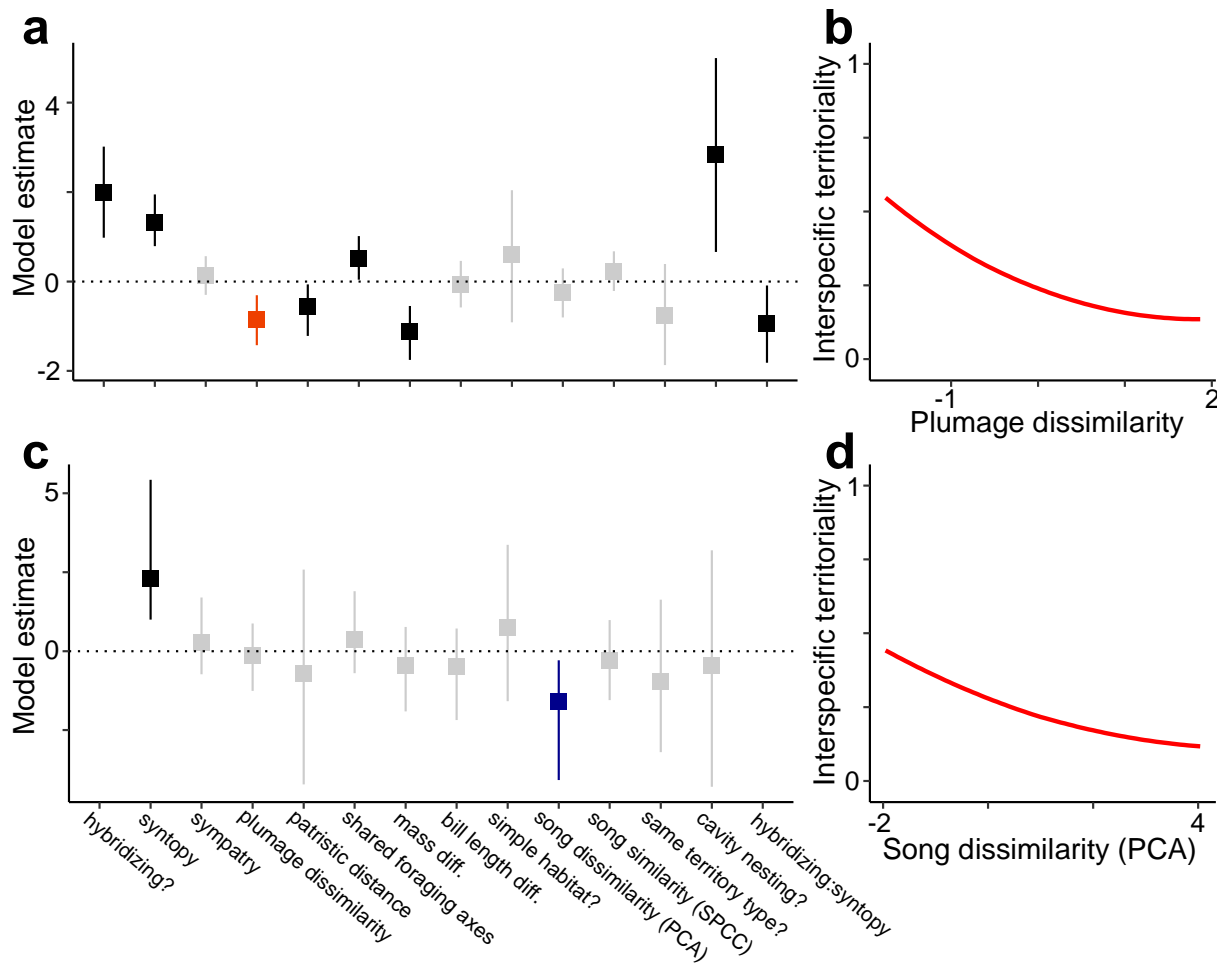 a
Model estimate
4
0
-2
b
Interspecific territoriality
1
0
-1
2
Plumage dissimilarity
c
Model estimate
5
0
hybridizing?
syntopy
sympatry
plumage dissimilarity
patristic distance
shared foraging axes
mass diff.
bill length diff.
simple habitat?
song dissimilarity (PCA)
song similarity (SPCC)
same territory type?
cavity nesting?
hybridizing:syntopy
d
Interspecific territoriality
1
0
-2
4
Song dissimilarity (PCA)